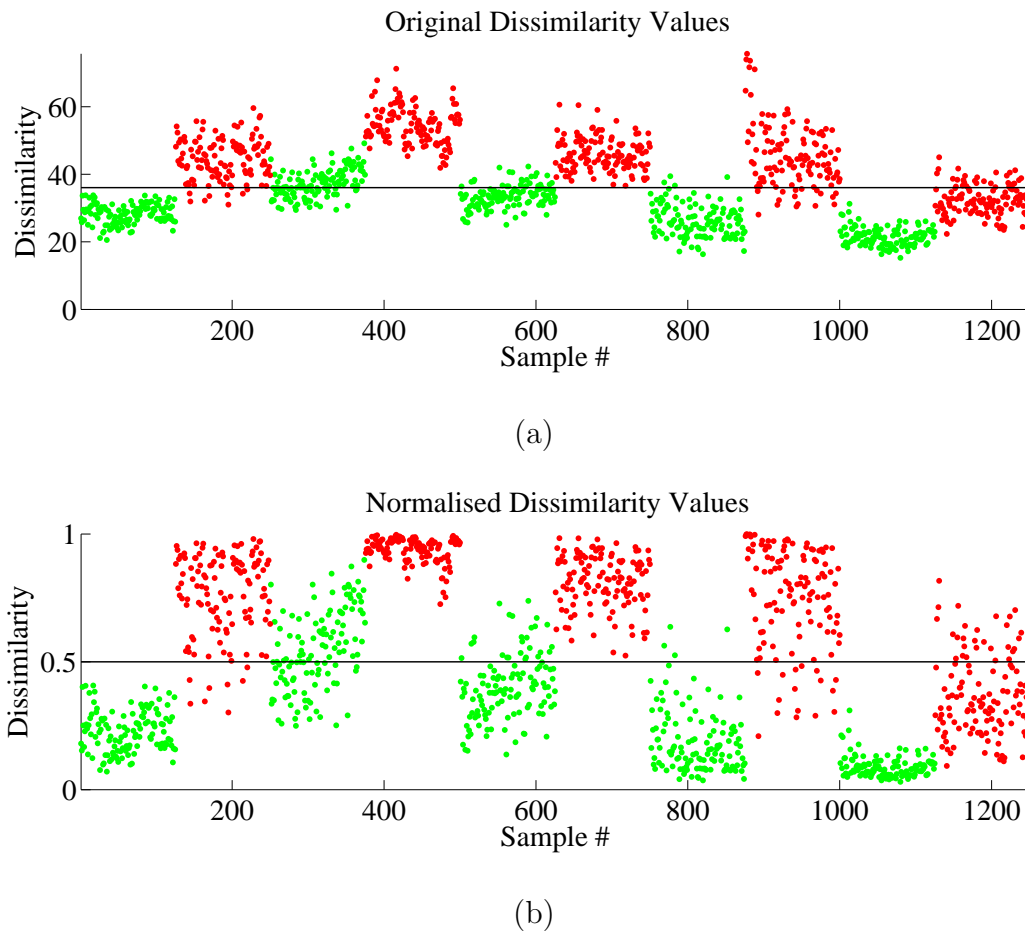 Original Dissimilarity Values
60
40
20
0
Dissimilarity
200 400 600 800 1000 1200
Sample #
(a)
Normalised Dissimilarity Values
1
0.5
0
Dissimilarity
200 400 600 800 1000 1200
Sample #
(b)